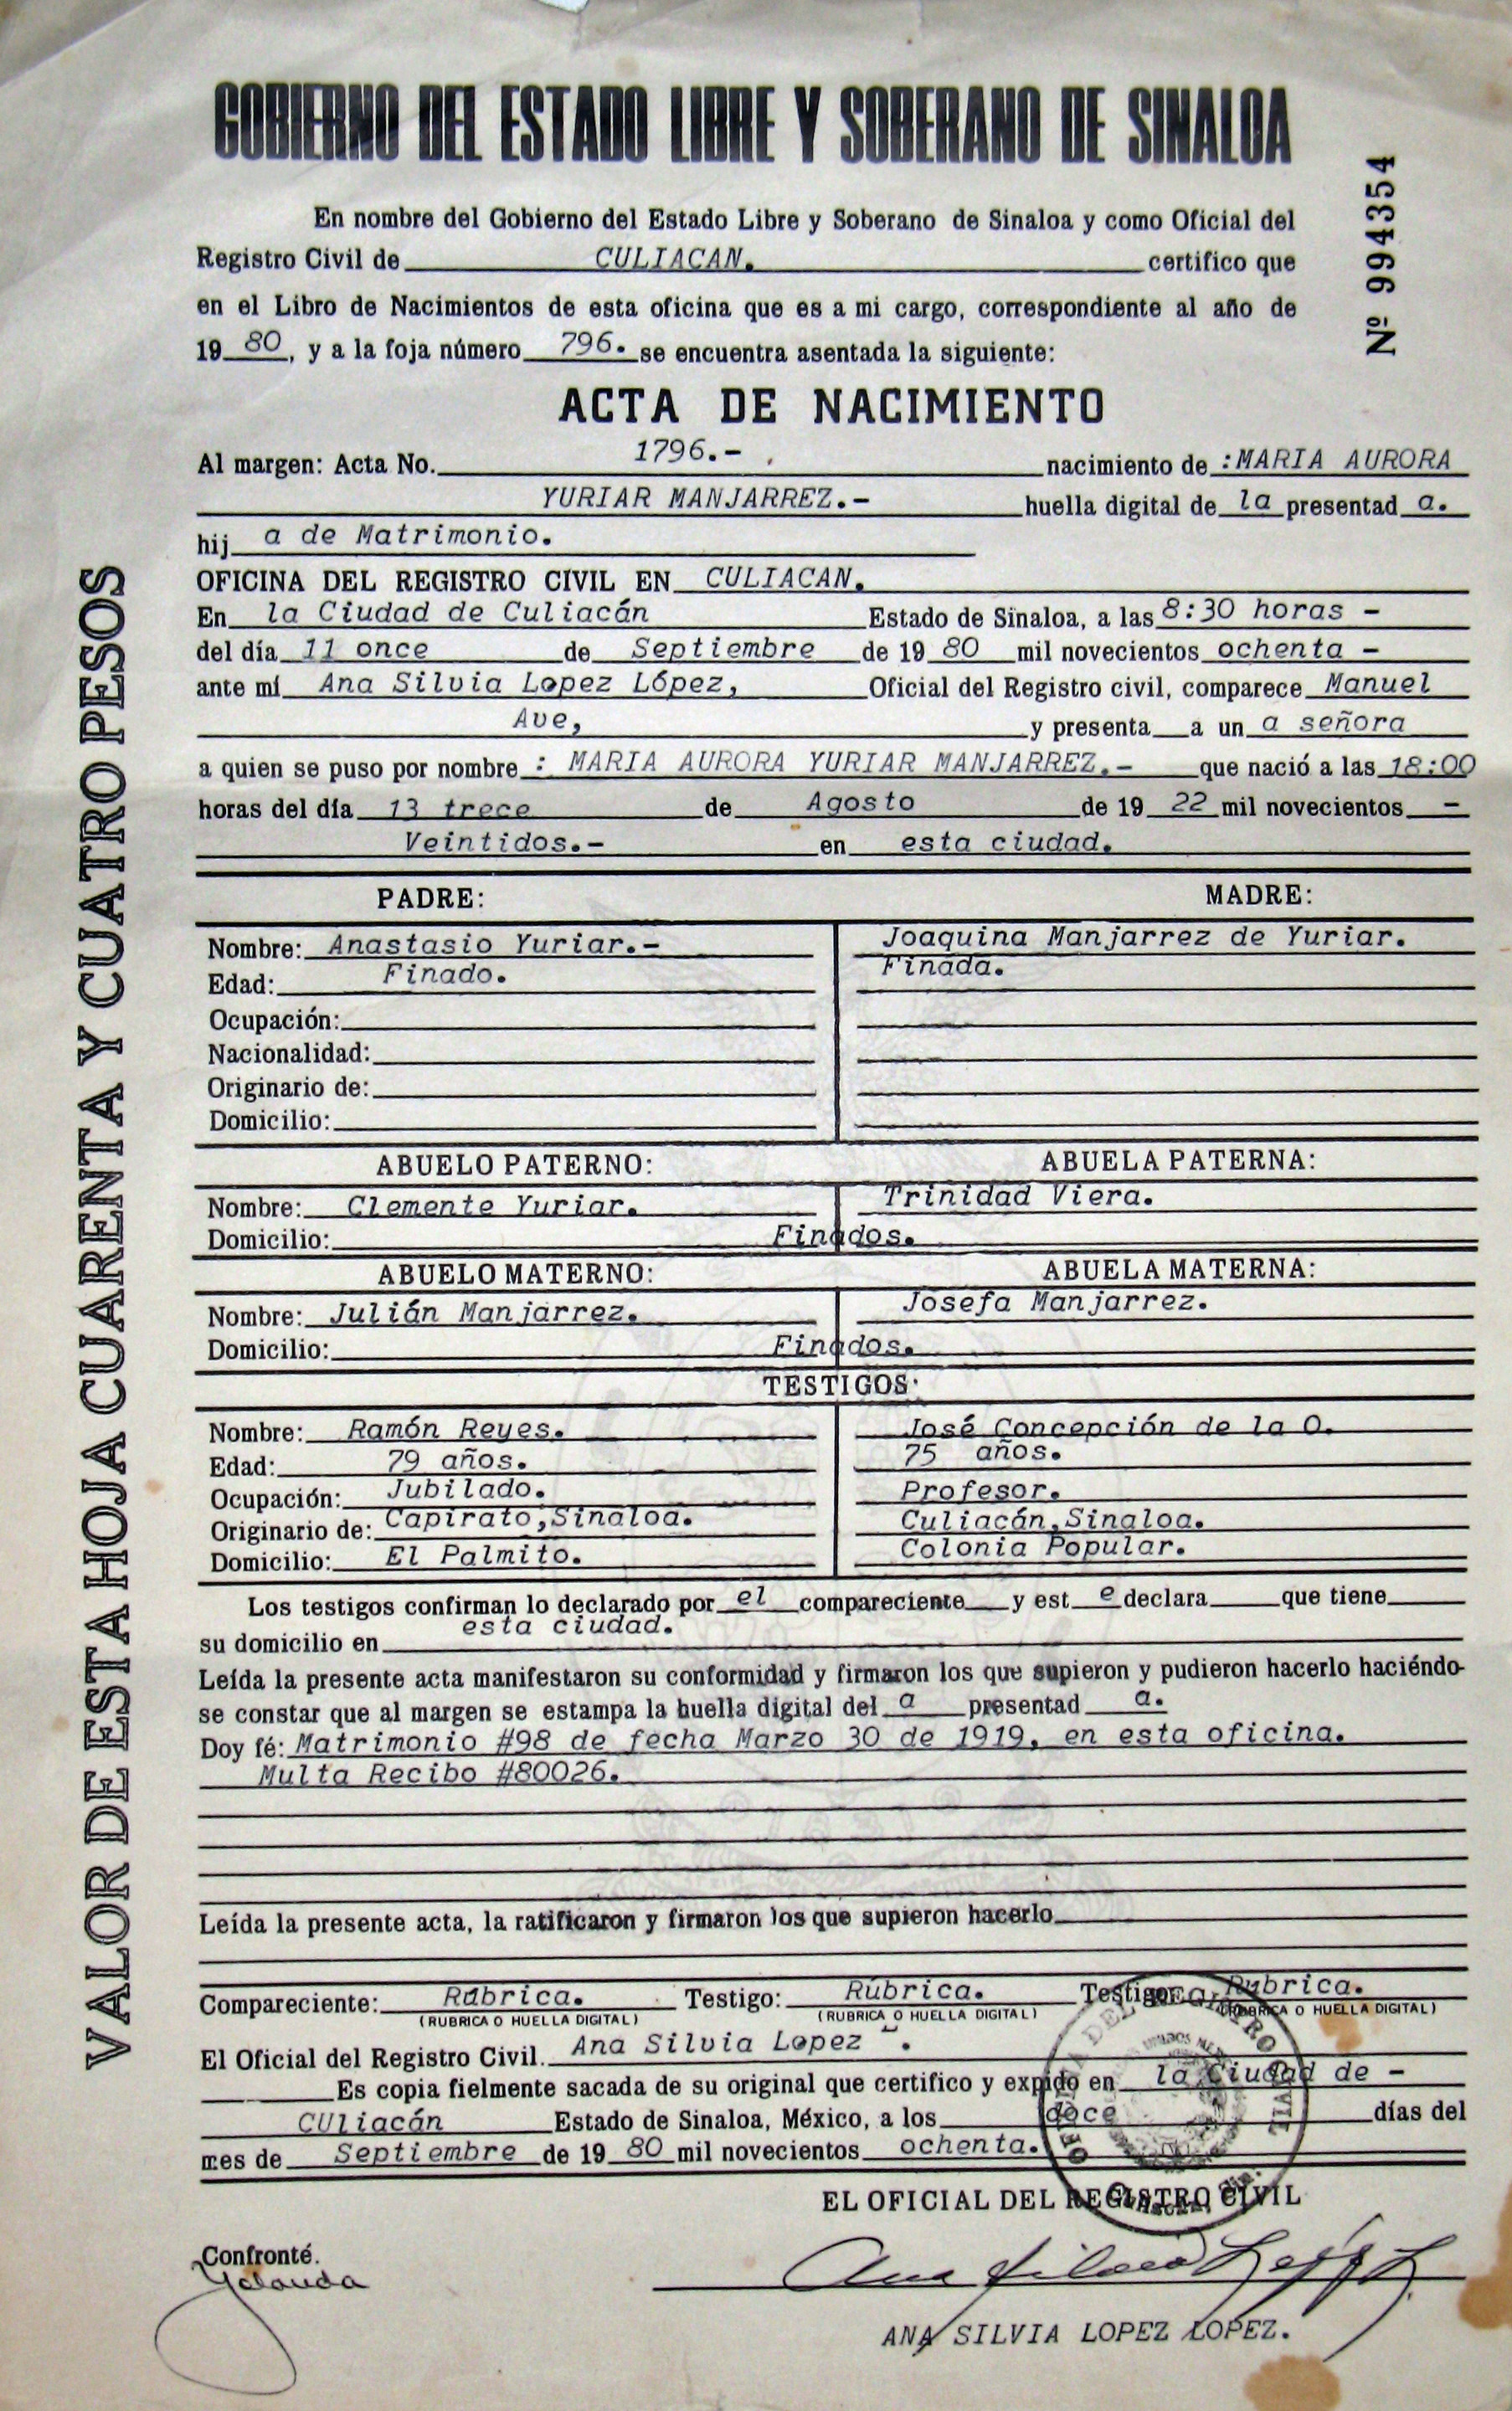 GOBIERNO DEL ESTADO LIBRE Y SOBERANO DE SINALOA
Nº 994354
En nombre del Gobierno del Estado Libre y Soberano de Sinaloa y como Oficial del
Registro Civil de CULIACAN. certifico que
en el Libro de Nacimientos de esta oficina que es a mi cargo, correspondiente al año de
19 80, y a la foja número 796. se encuentra asentada la siguiente:
ACTA DE NACIMIENTO
Al margen: Acta No. 1796.- nacimiento de :MARIA AURORA
YURIAR MANJARREZ.- huella digital de la presentad a.
hij a de Matrimonio.
OFICINA DEL REGISTRO CIVIL EN CULIACAN.
En la Ciudad de Culiacán Estado de Sinaloa, a las 8:30 horas -
del día 11 once de Septiembre de 19 80 mil novecientos ochenta -
ante mí Ana Silvia Lopez López, Oficial del Registro civil, comparece Manuel
Ave, y presenta a un a señora
a quien se puso por nombre : MARIA AURORA YURIAR MANJARREZ.- que nació a las 18:00
horas del día 13 trece de Agosto de 19 22 mil novecientos -
Veintidos.- en esta ciudad.
PADRE: MADRE:
Nombre: Anastasio Yuriar.- Joaquina Manjarrez de Yuriar.
Edad: Finado. Finada.
Ocupación:
Nacionalidad:
Originario de:
Domicilio:
ABUELO PATERNO: ABUELA PATERNA:
Nombre: Clemente Yuriar. Trinidad Viera.
Domicilio: Finados.
ABUELO MATERNO: ABUELA MATERNA:
Nombre: Julián Manjarrez. Josefa Manjarrez.
Domicilio: Finados.
TESTIGOS:
Nombre: Ramón Reyes. José Concepción de la O.
Edad: 79 años. 75 años.
Ocupación: Jubilado. Profesor.
Originario de: Capirato, Sinaloa. Culiacán, Sinaloa.
Domicilio: El Palmito. Colonia Popular.
Los testigos confirman lo declarado por el compareciente y est e declara que tiene
su domicilio en esta ciudad.
Leída la presente acta manifestaron su conformidad y firmaron los que supieron y pudieron hacerlo haciéndo-
se constar que al margen se estampa la huella digital del a presentad a.
Doy fé: Matrimonio #98 de fecha Marzo 30 de 1919, en esta oficina.
Multa Recibo #80026.
Leída la presente acta, la ratificaron y firmaron los que supieron hacerlo
Compareciente: Rúbrica. Testigo: Rúbrica. Testigo: Rubrica.
(RUBRICA O HUELLA DIGITAL) (RUBRICA O HUELLA DIGITAL) (RUBRICA O HUELLA DIGITAL)
El Oficial del Registro Civil. Ana Silvia Lopez L.
Es copia fielmente sacada de su original que certifico y expido en la Ciudad de -
CUliacán Estado de Sinaloa, México, a los doce días del
mes de Septiembre de 19 80 mil novecientos ochenta.
EL OFICIAL DEL REGISTRO CIVIL
Confronté.
Yolanda
Ana Silvia López L
ANA SILVIA LOPEZ LOPEZ.
VALOR DE ESTA HOJA CUARENTA Y CUATRO PESOS